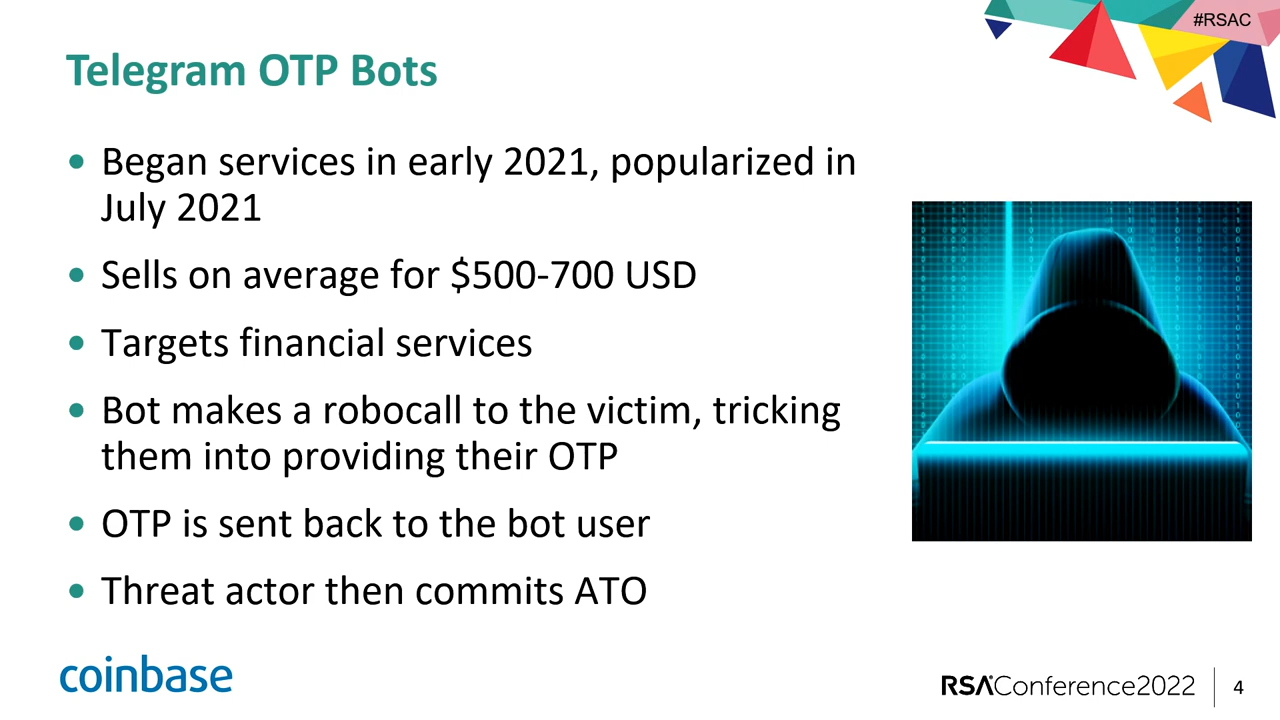 #RSAC
Telegram OTP Bots
• Began services in early 2021, popularized in
July 2021
• Sells on average for $500-700 USD
• Targets financial services
• Bot makes a robocall to the victim, tricking
them into providing their OTP
• OTP is sent back to the bot user
• Threat actor then commits ATO
coinbase
RSAConference2022
4